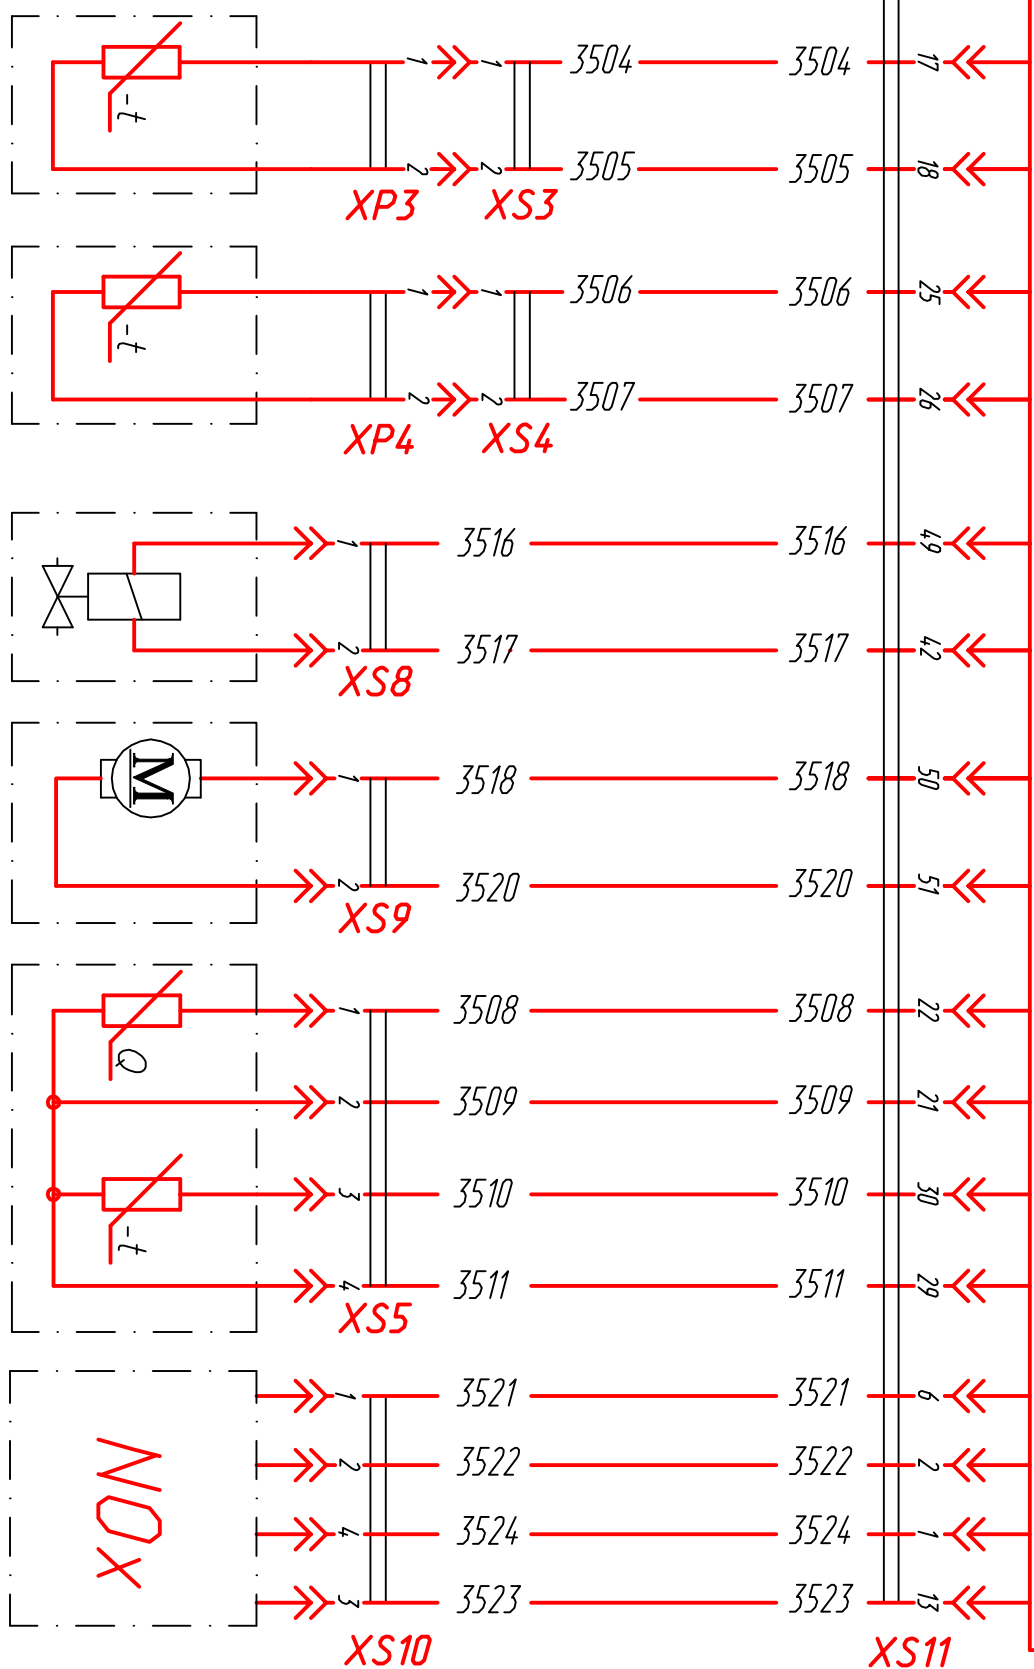 1 1 3504 3504 17
-t
2 2 3505 3505 18
XP3 XS3
1 1 3506 3506 25
-t
2 2 3507 3507 26
XP4 XS4
1 3516 3516 49
2 3517 3517 42
XS8
M 1 3518 3518 50
2 3520 3520 51
XS9
1 3508 3508 22
Q
2 3509 3509 21
3 3510 3510 30
-t
4 3511 3511 29
XS5
1 3521 3521 6
2 3522 3522 2
NOx
4 3524 3524 1
3 3523 3523 13
XS10 XS11